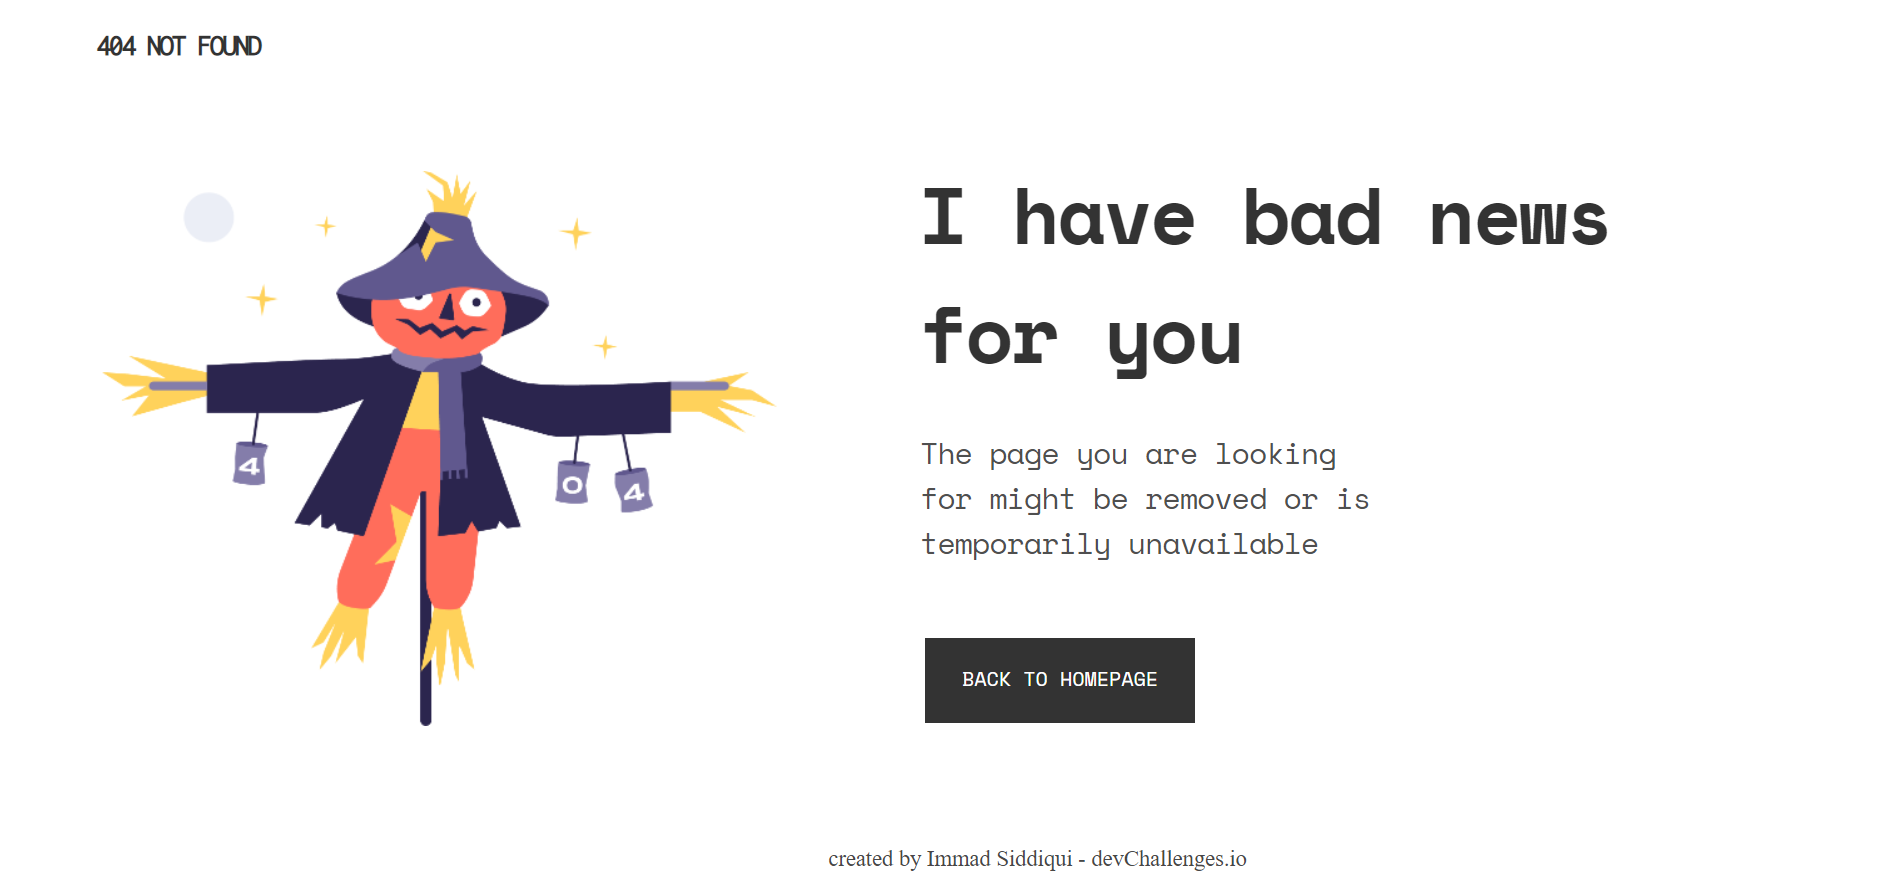 404 NOT FOUND
I have bad news
for you
4
0
4
The page you are looking
for might be removed or is
temporarily unavailable
BACK TO HOMEPAGE
created by Immad Siddiqui - devChallenges.io